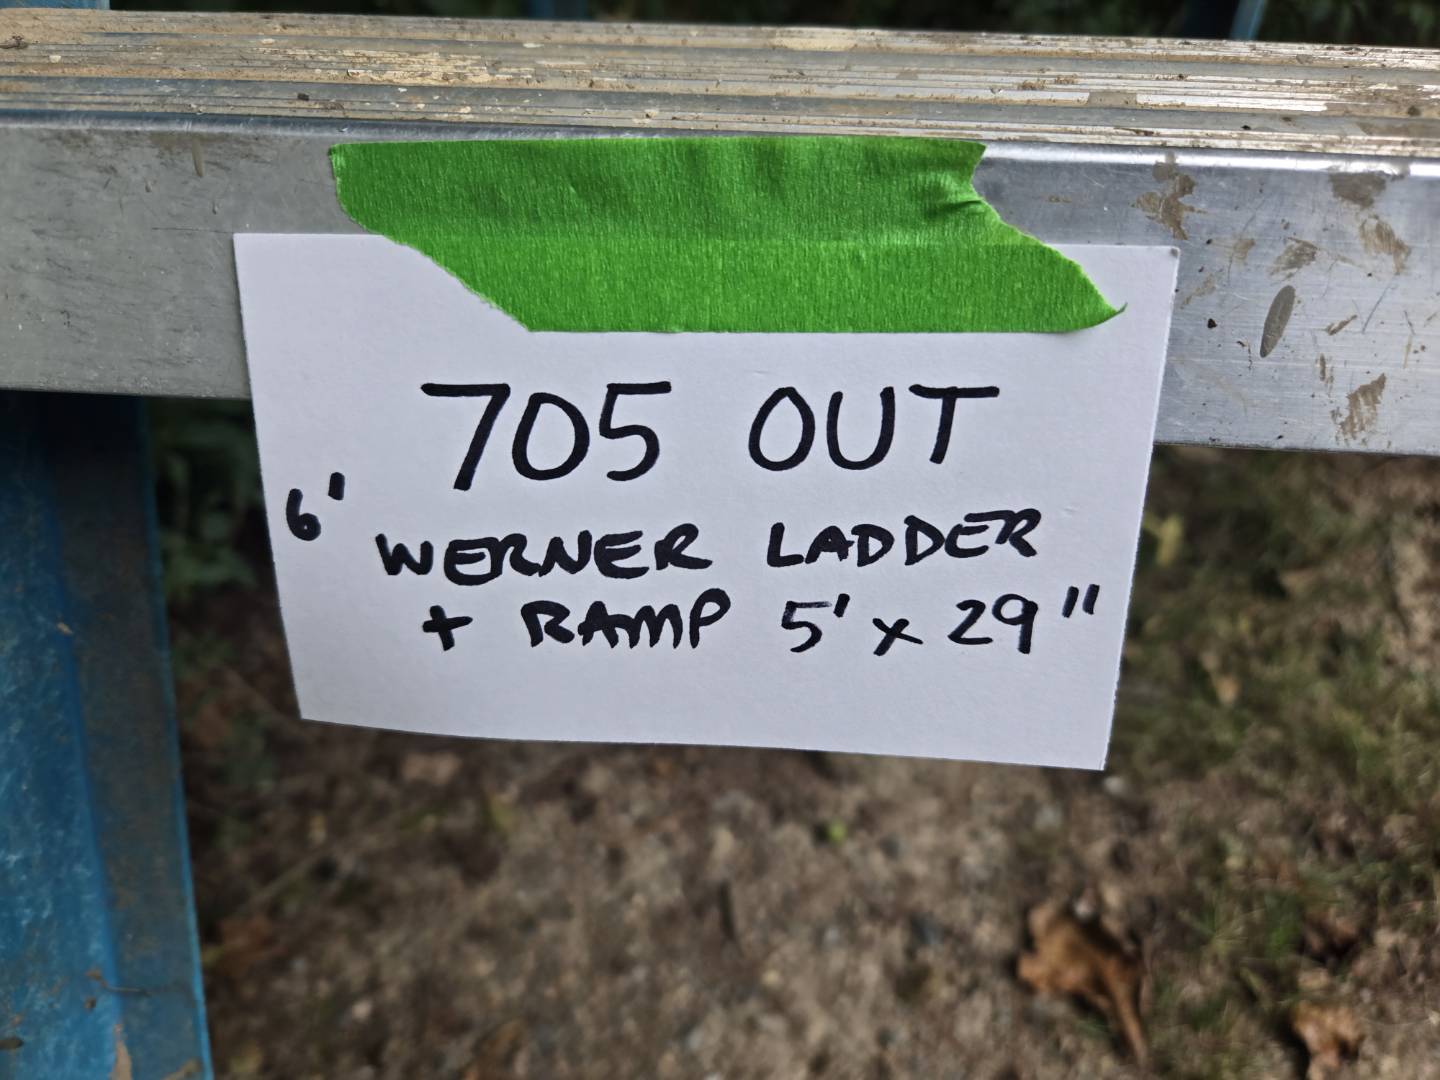 705 OUT
6' WERNER LADDER
+ RAMP 5' x 29"